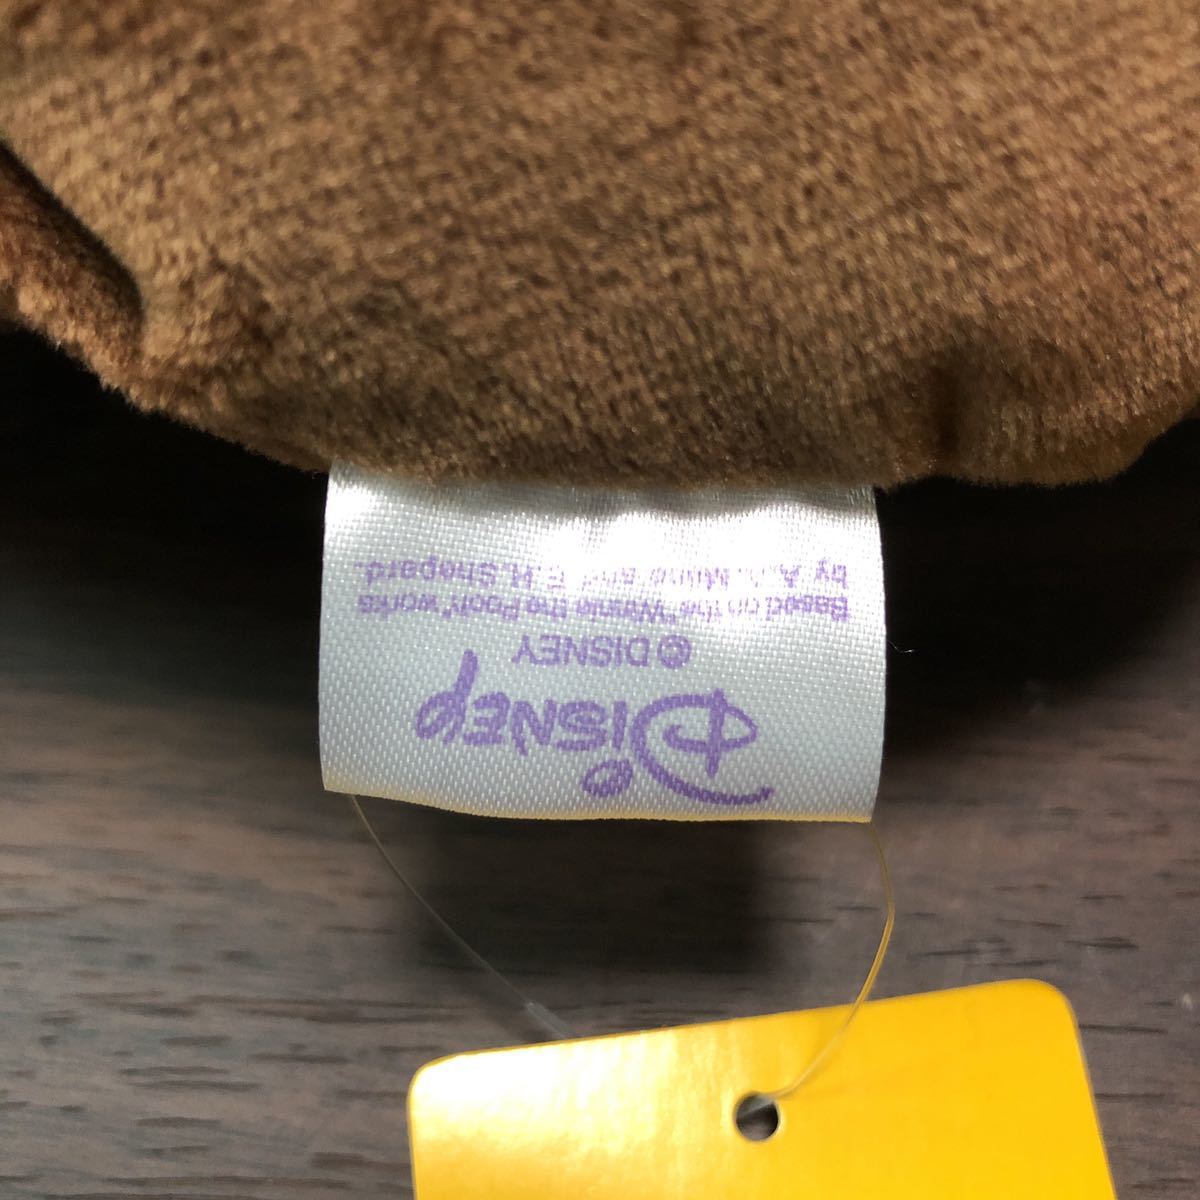 Disney
© DISNEY
Based on the "Winnie the Pooh" works
by A.A. Milne and E.H. Shepard.